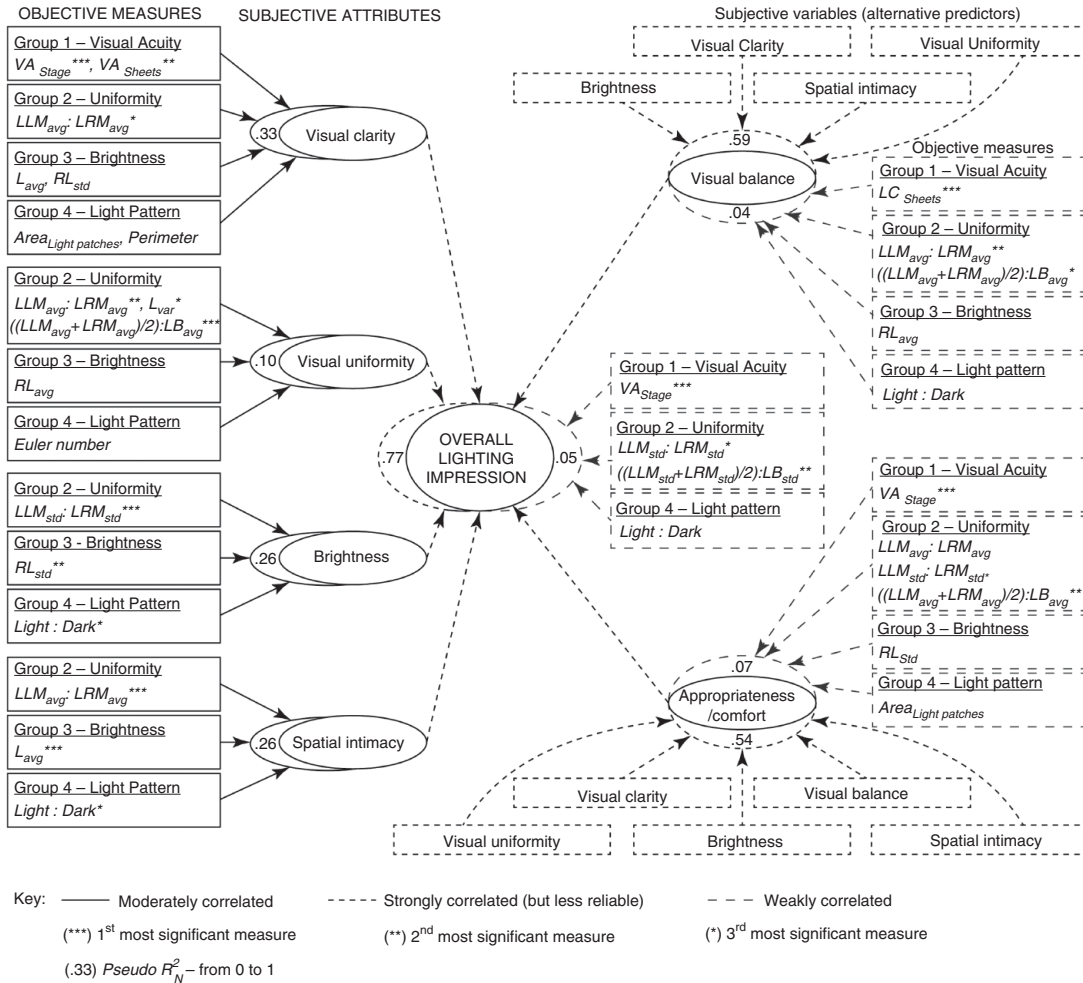 OBJECTIVE MEASURES
SUBJECTIVE ATTRIBUTES
Group 1 – Visual Acuity
VA Stage***, VA Sheets**
Group 2 – Uniformity
LLMavg: LRMavg*
Group 3 – Brightness
Lavg, RLstd
Group 4 – Light Pattern
AreaLight patches, Perimeter
.33
Visual clarity
Group 2 – Uniformity
LLMavg: LRMavg**, Lvar*
((LLMavg+LRMavg)/2):LBavg***
Group 3 – Brightness
RLavg
Group 4 – Light Pattern
Euler number
.10
Visual uniformity
Group 2 – Uniformity
LLMstd: LRMstd***
Group 3 - Brightness
RLstd**
Group 4 – Light Pattern
Light : Dark*
.26
Brightness
Group 2 – Uniformity
LLMavg: LRMavg***
Group 3 – Brightness
Lavg***
Group 4 – Light Pattern
Light : Dark*
.26
Spatial intimacy
.77
OVERALL
LIGHTING
IMPRESSION
.05
Group 1 – Visual Acuity
VAStage***
Group 2 – Uniformity
LLMstd: LRMstd*
((LLMstd+LRMstd)/2):LBstd**
Group 4 – Light pattern
Light : Dark
Subjective variables (alternative predictors)
Visual Clarity
Visual Uniformity
Brightness
Spatial intimacy
.59
Visual balance
.04
Objective measures
Group 1 – Visual Acuity
LC Sheets***
Group 2 – Uniformity
LLMavg: LRMavg**
((LLMavg+LRMavg)/2):LBavg*
Group 3 – Brightness
RLavg
Group 4 – Light pattern
Light : Dark
Group 1 – Visual Acuity
VA Stage***
Group 2 – Uniformity
LLMavg: LRMavg
LLMstd: LRMstd*
((LLMavg+LRMavg)/2):LBavg**
Group 3 – Brightness
RLStd
Group 4 – Light pattern
AreaLight patches
.07
Appropriateness
/comfort
.54
Visual clarity
Visual balance
Visual uniformity
Brightness
Spatial intimacy
Key:
Moderately correlated
Strongly correlated (but less reliable)
Weakly correlated
(***) 1st most significant measure
(**) 2nd most significant measure
(*) 3rd most significant measure
(.33) Pseudo R2N – from 0 to 1